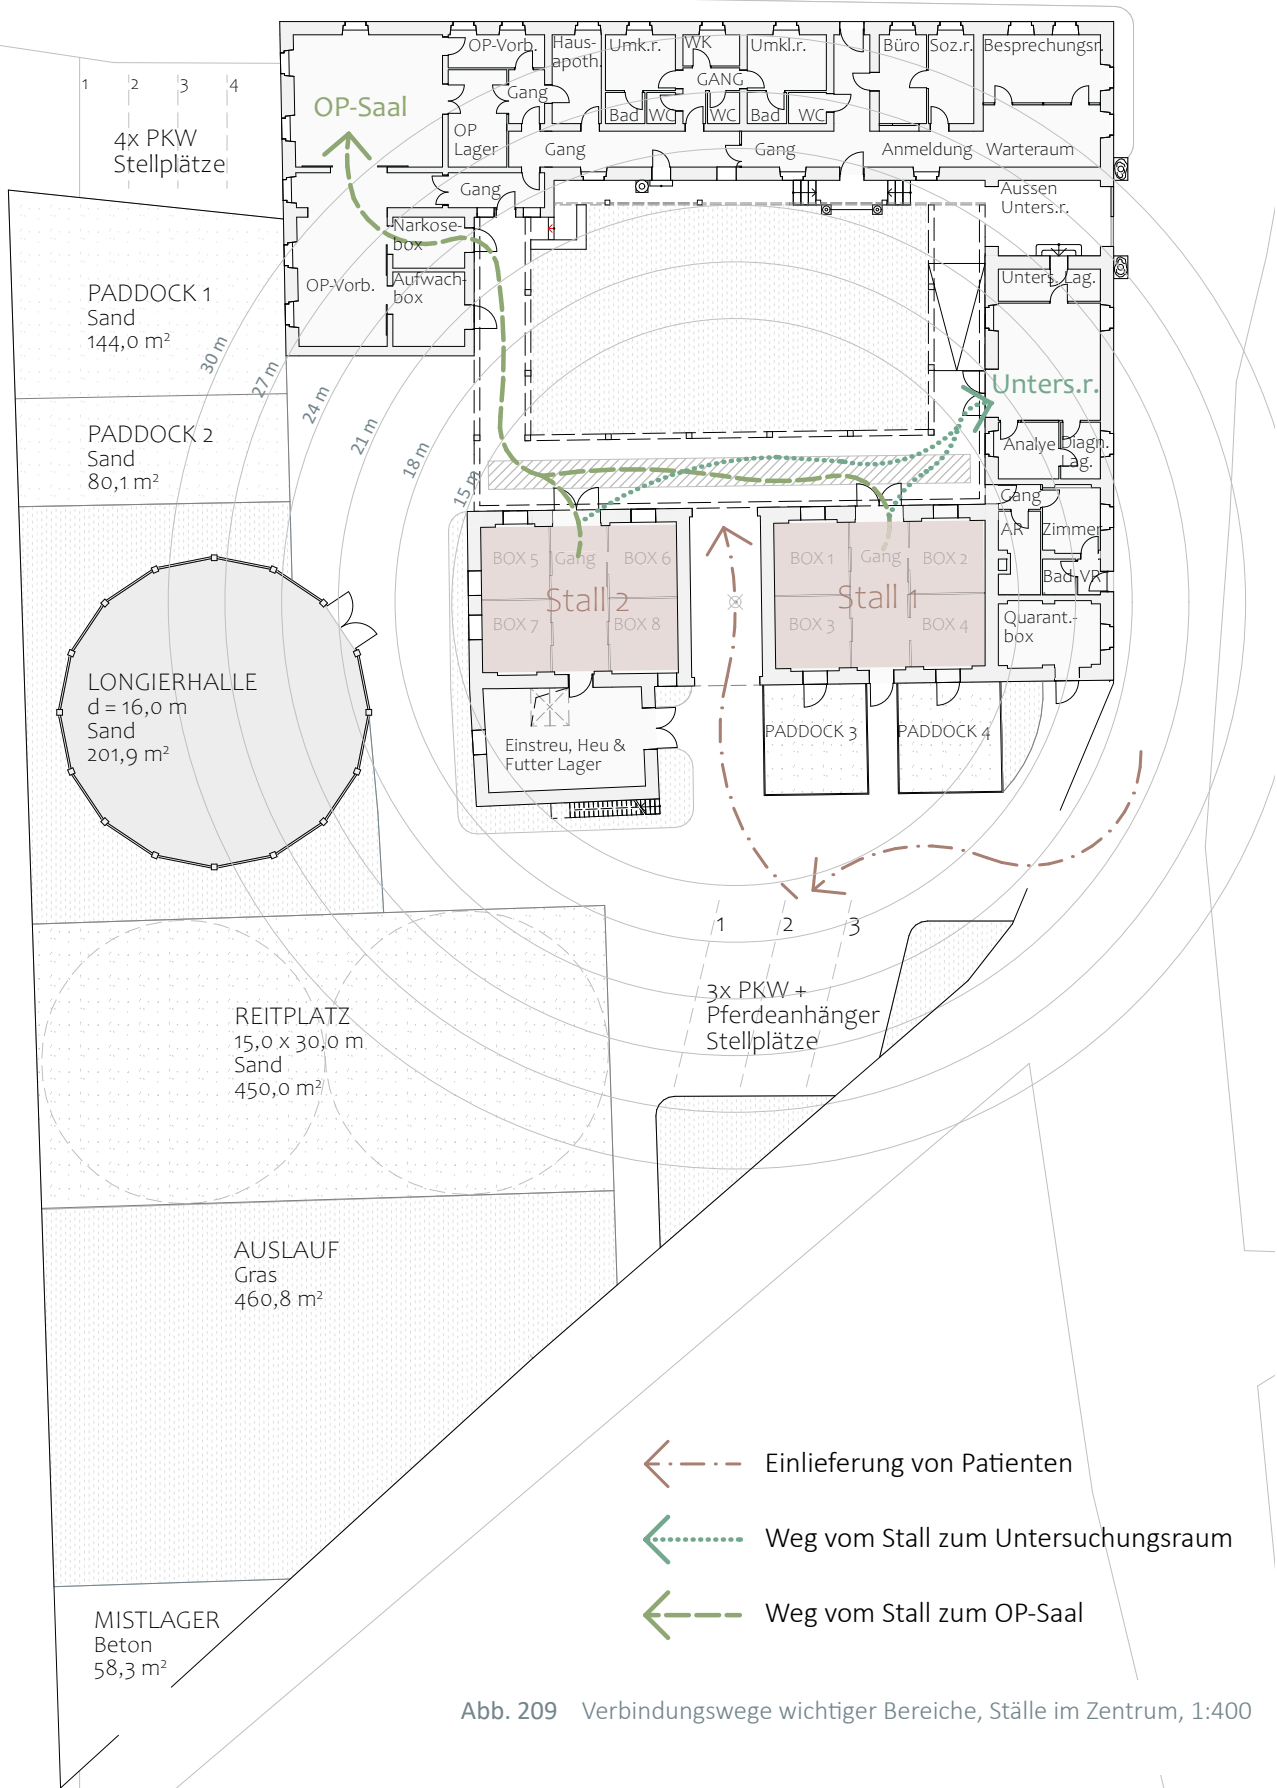 1 2 3 4
4x PKW
Stellplätze
OP-Saal
OP-Vorb.
Haus-
apoth.
Umk.r.
WK
Umkl.r.
Büro
Soz.r.
Besprechungsr.
GANG
Gang
Bad
WC
WC
Bad
WC
OP
Lager
Gang
Gang
Anmeldung
Warteraum
Gang
Aussen
Unters.r.
Narkose-
box
OP-Vorb.
Aufwach-
box
Unters. Lag.
Unters.r.
Analye
Diagn.
Lag.
Gang
AR
Zimmer
Bad
VR
Quarant.-
box
PADDOCK 1
Sand
144,0 m²
PADDOCK 2
Sand
80,1 m²
30 m
27 m
24 m
21 m
18 m
15 m
BOX 5
Gang
BOX 6
Stall 2
BOX 7
BOX 8
BOX 1
Gang
BOX 2
Stall 1
BOX 3
BOX 4
LONGIERHALLE
d = 16,0 m
Sand
201,9 m²
Einstreu, Heu &
Futter Lager
PADDOCK 3
PADDOCK 4
1 2 3
3x PKW +
Pferdeanhänger
Stellplätze
REITPLATZ
15,0 x 30,0 m
Sand
450,0 m²
AUSLAUF
Gras
460,8 m²
MISTLAGER
Beton
58,3 m²
Einlieferung von Patienten
Weg vom Stall zum Untersuchungsraum
Weg vom Stall zum OP-Saal
Abb. 209 Verbindungswege wichtiger Bereiche, Ställe im Zentrum, 1:400